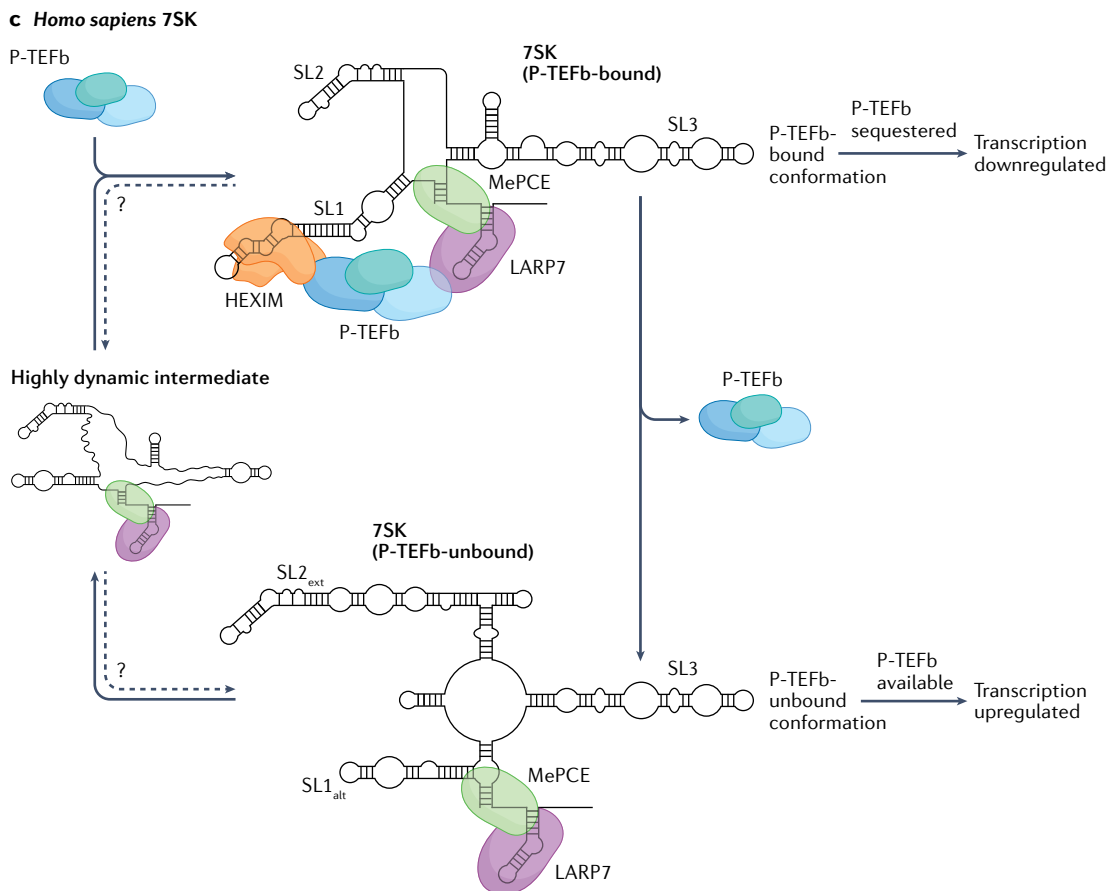 c Homo sapiens 7SK
P-TEFb
SL2
7SK
(P-TEFb-bound)
SL3
P-TEFb-
bound
conformation
P-TEFb
sequestered
Transcription
downregulated
?
SL1
MePCE
HEXIM
LARP7
P-TEFb
Highly dynamic intermediate
P-TEFb
7SK
(P-TEFb-unbound)
SL2ext
?
SL3
P-TEFb-
unbound
conformation
P-TEFb
available
Transcription
upregulated
SL1alt
MePCE
LARP7